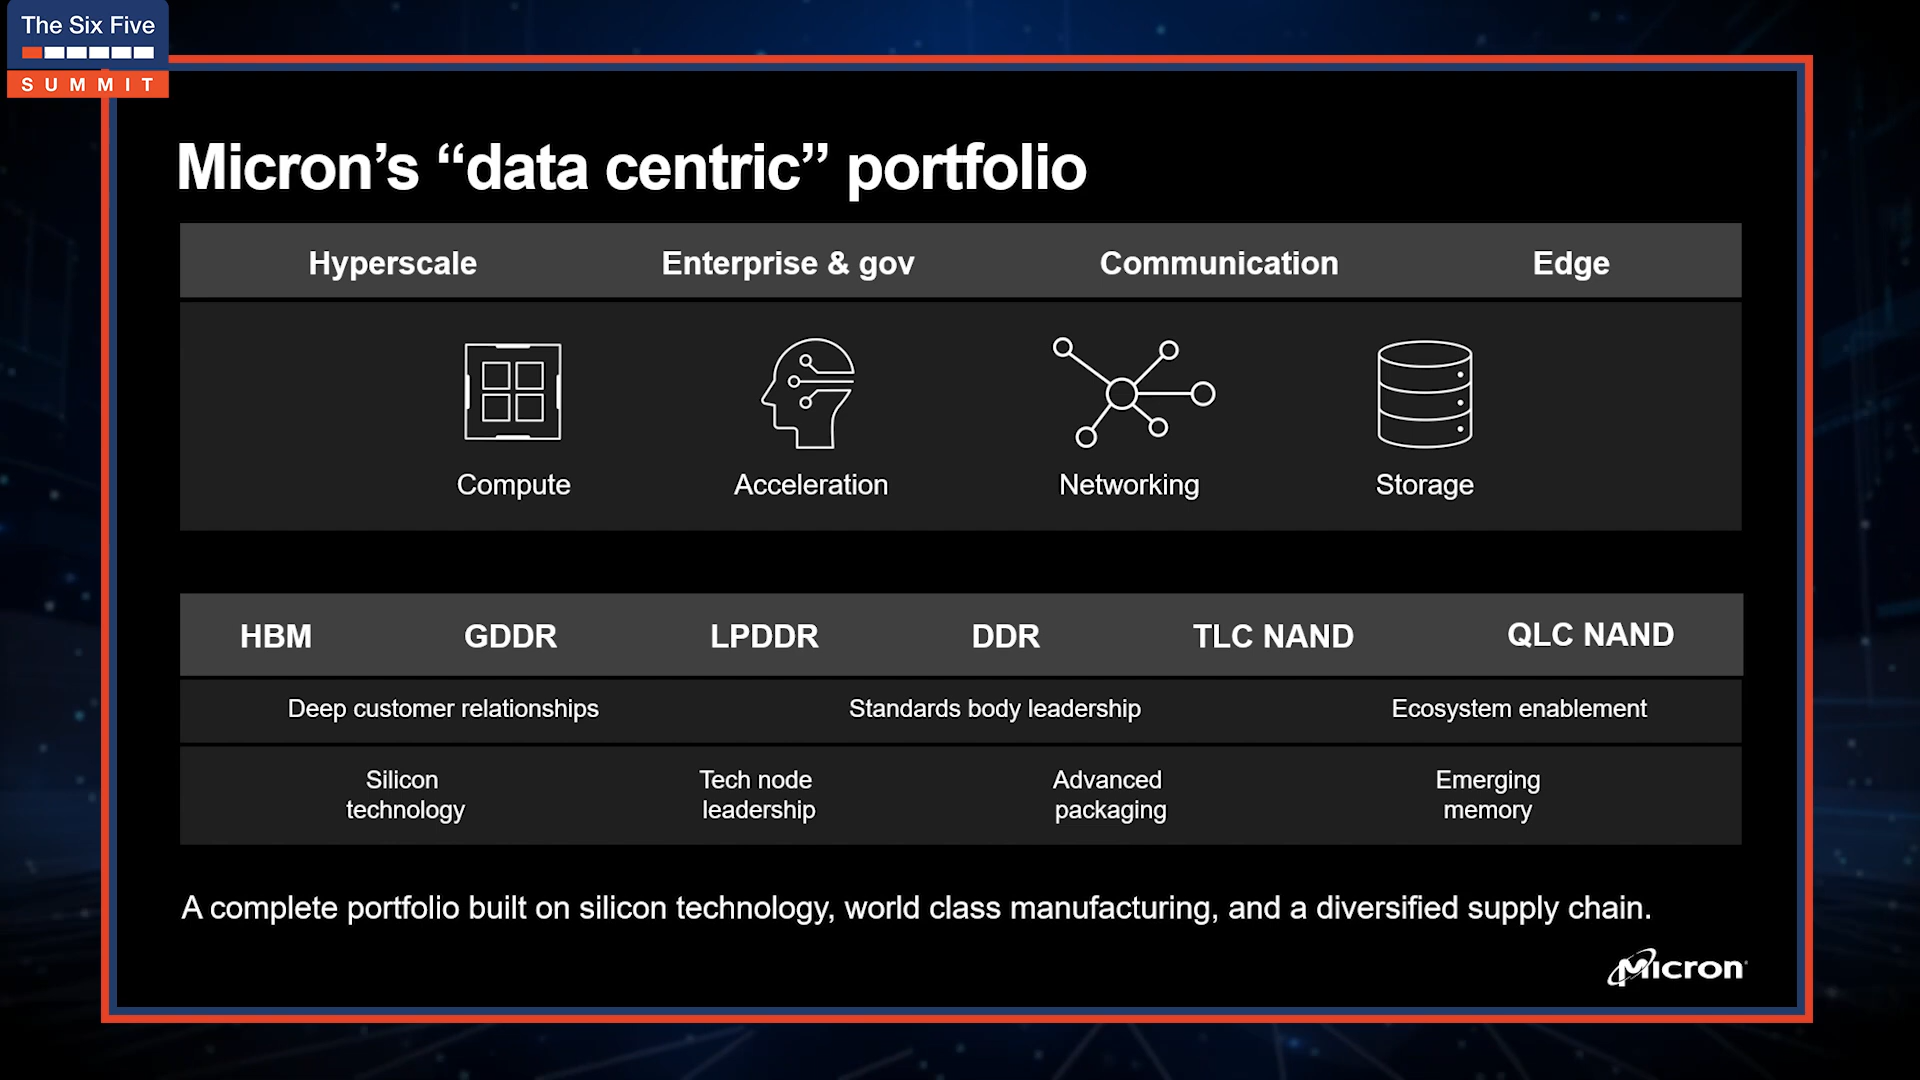 The Six Five
SUMMIT
Micron’s “data centric” portfolio
Hyperscale Enterprise & gov Communication Edge
Compute Acceleration Networking Storage
HBM GDDR LPDDR DDR TLC NAND QLC NAND
Deep customer relationships Standards body leadership Ecosystem enablement
Silicon Tech node Advanced Emerging
technology leadership packaging memory
A complete portfolio built on silicon technology, world class manufacturing, and a diversified supply chain.
Micron